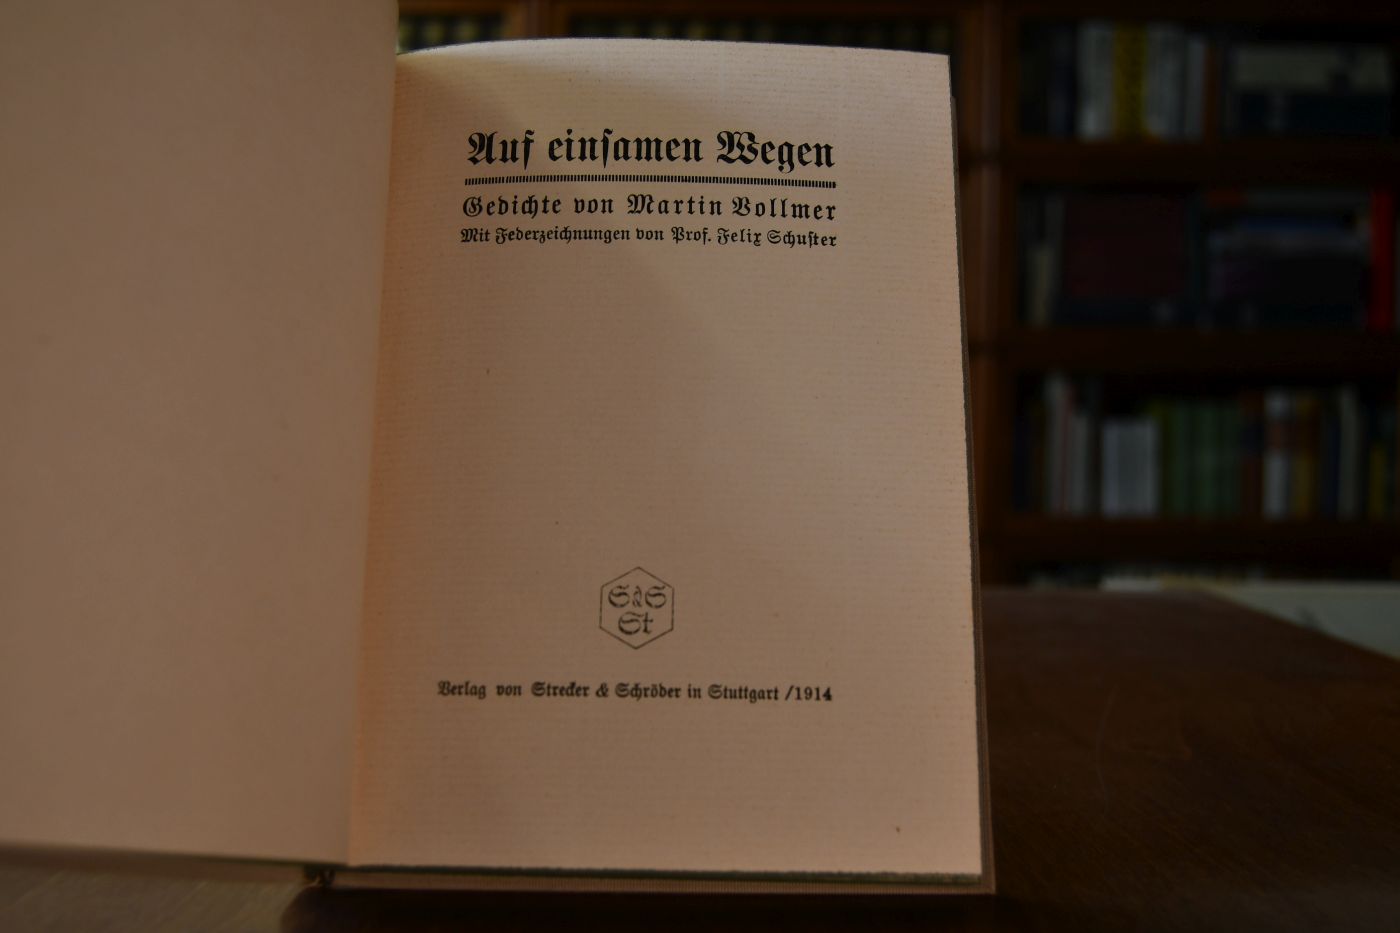 Auf einſamen Wegen
Gedichte von Martin Vollmer
Mit Federzeichnungen von Prof. Felix Schuſter
S & S
St
Verlag von Strecker & Schröder in Stuttgart / 1914